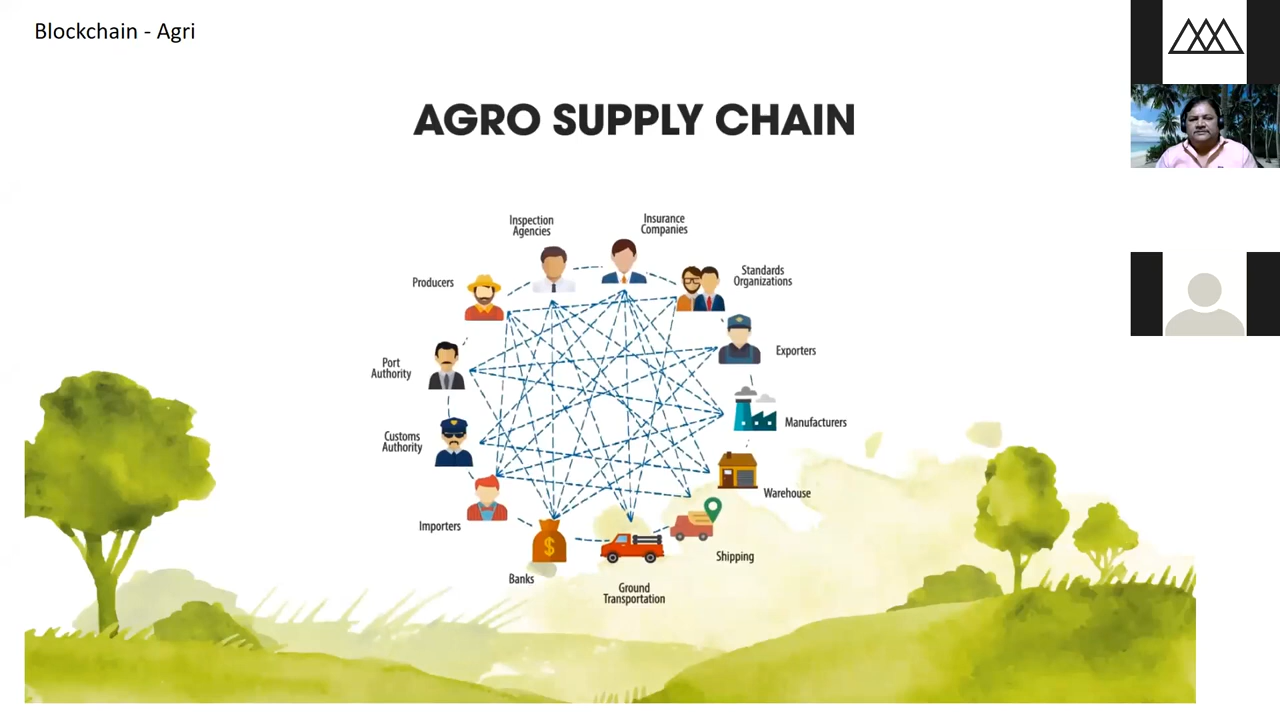 Blockchain - Agri
AGRO SUPPLY CHAIN
Inspection
Agencies
Insurance
Companies
Producers
Standards
Organizations
Port
Authority
Exporters
Customs
Authority
Manufacturers
Importers
Warehouse
$
Banks
Shipping
Ground
Transportation